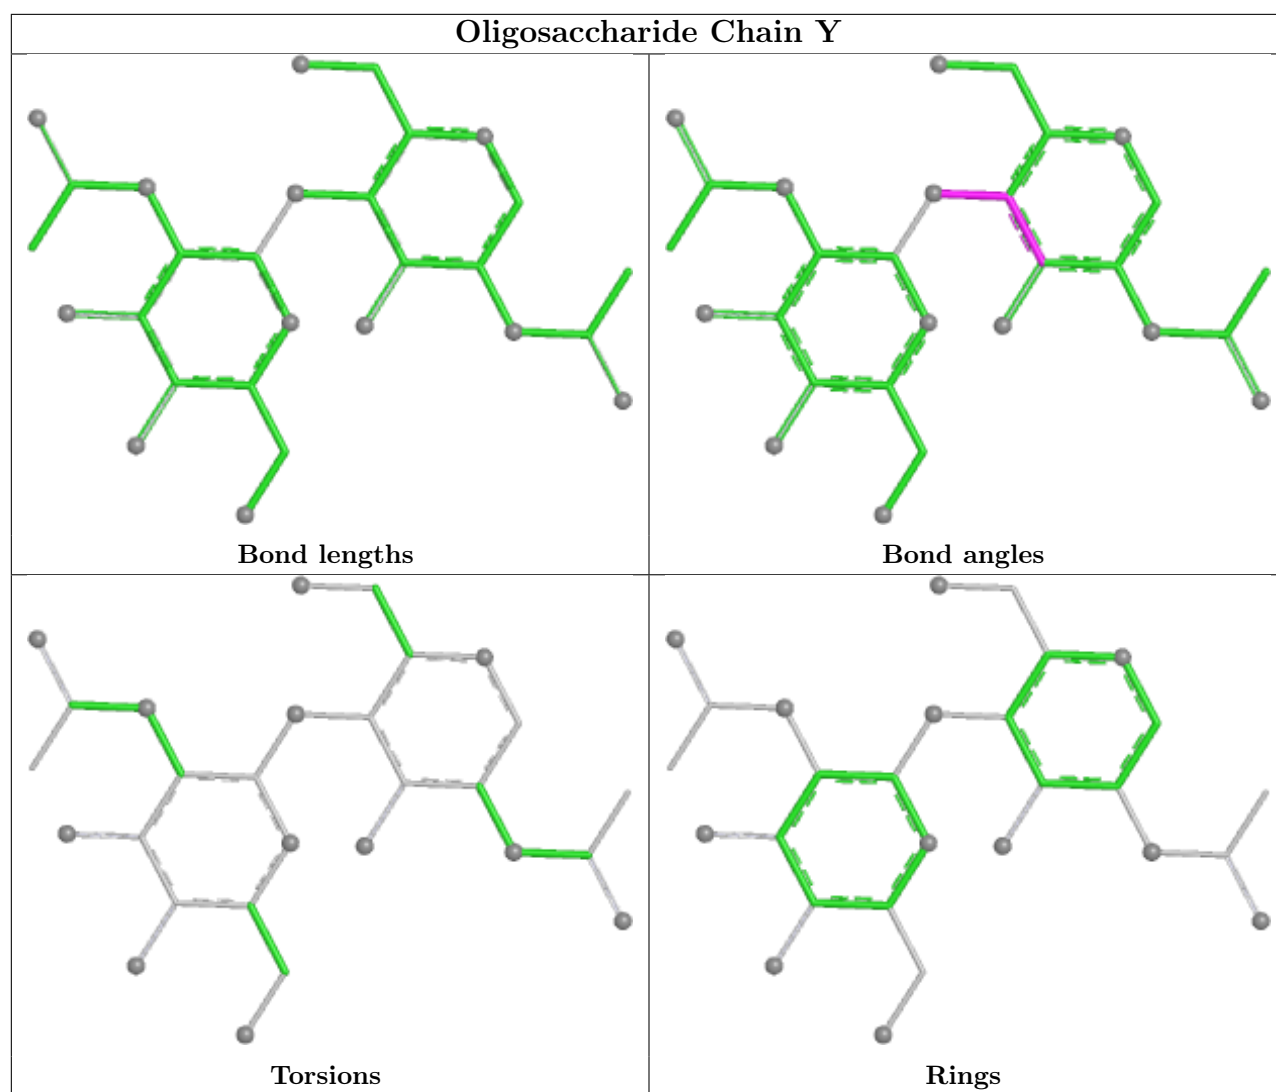 Oligosaccharide Chain Y
Bond lengths
Bond angles
Torsions
Rings